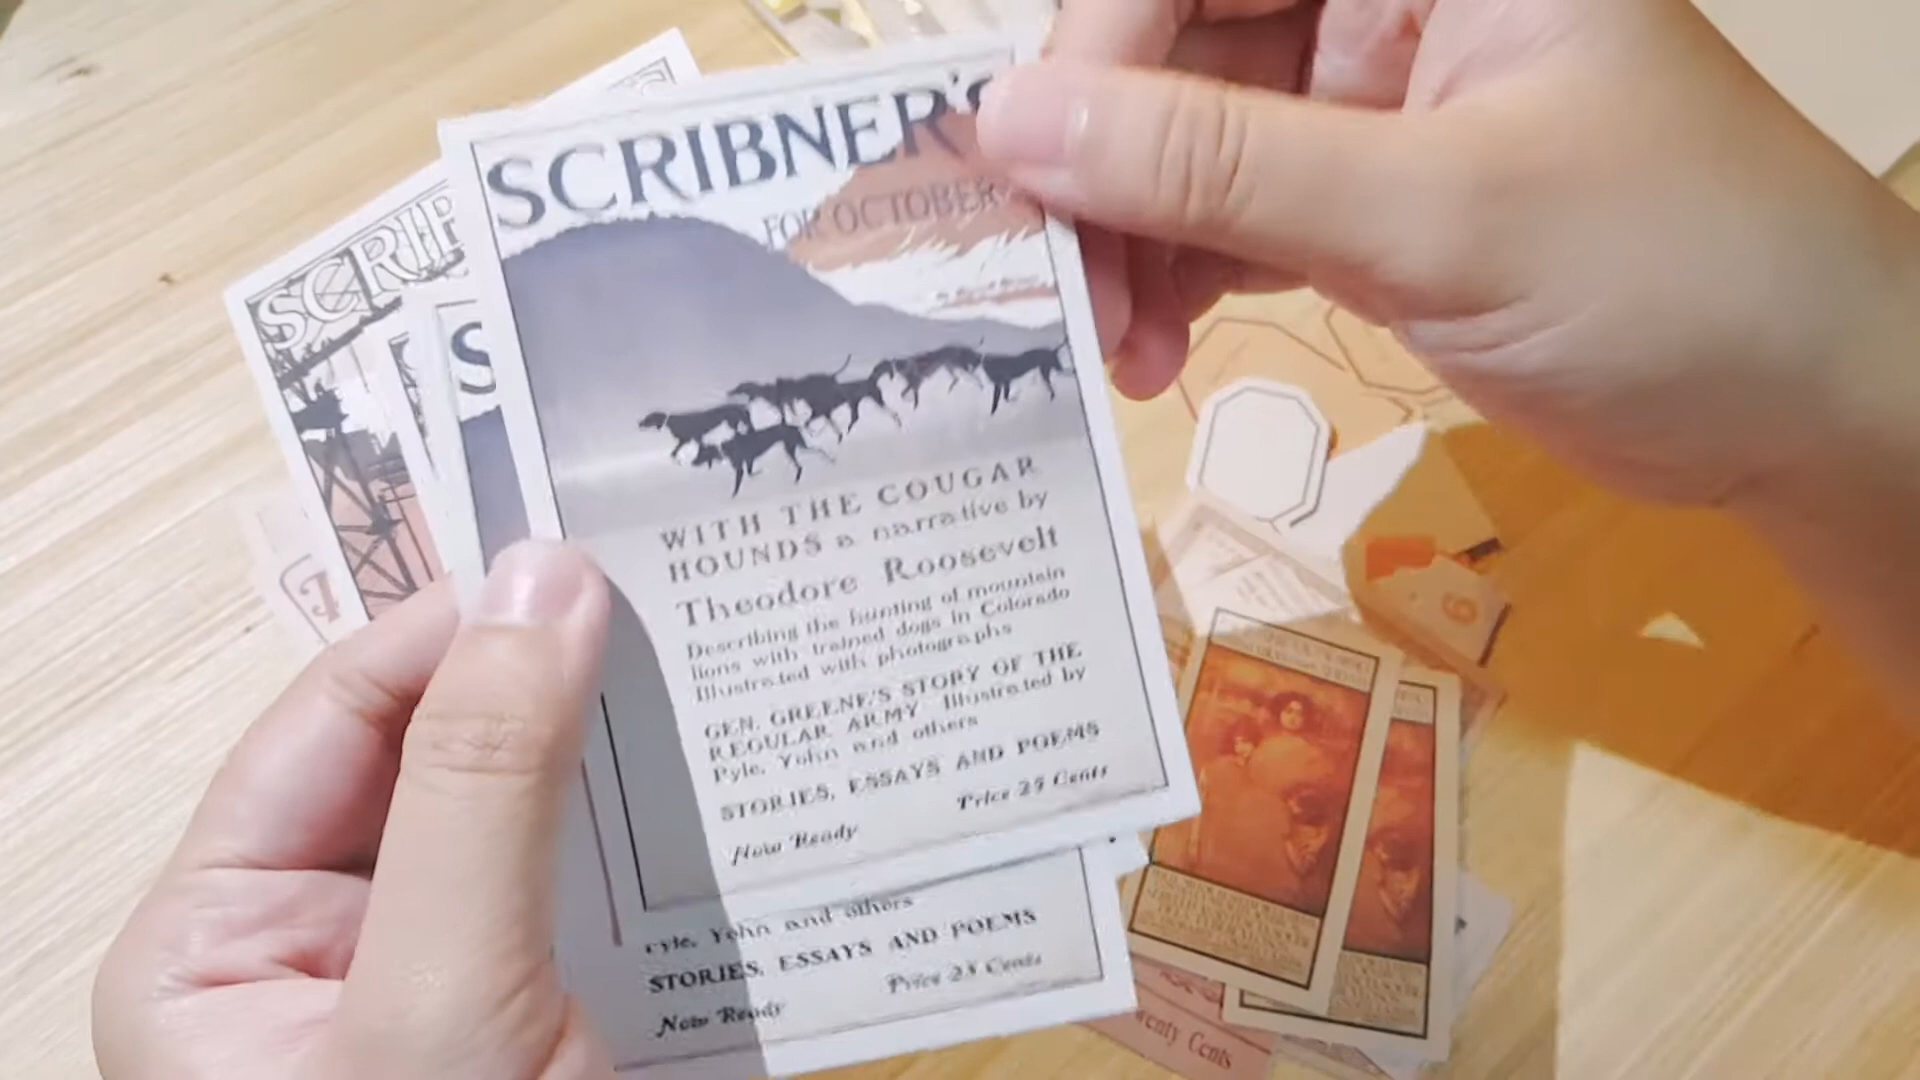 SCRIBNER'S
FOR OCTOBER
WITH THE COUGAR
HOUNDS a narrative by
Theodore Roosevelt
Describing the hunting of mountain
lions with trained dogs in Colorado
Illustrated with photographs
GEN. GREENE'S STORY OF THE
REGULAR ARMY Illustrated by
Pyle, Yohn and others
STORIES, ESSAYS AND POEMS
Now Ready Price 25 Cents
Pyle, Yohn and others
STORIES, ESSAYS AND POEMS
Now Ready Price 25 Cents
SCRIB
S
Cents